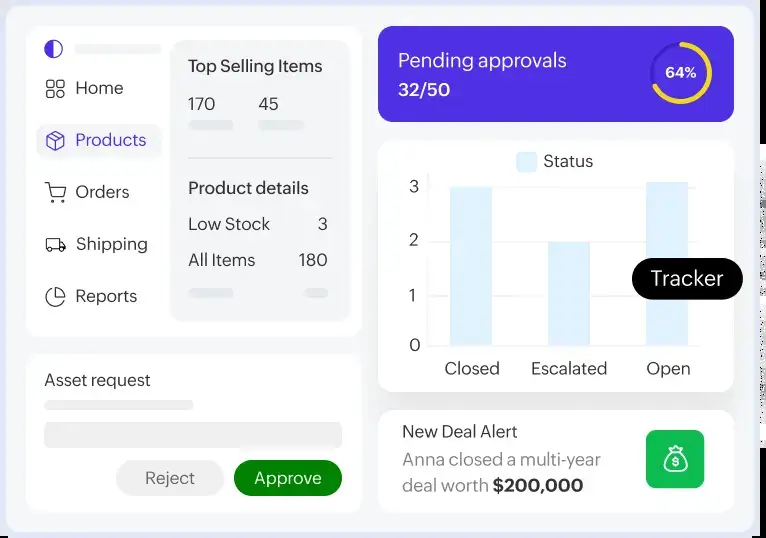 Home
Products
Orders
Shipping
Reports
Top Selling Items
170 45
Product details
Low Stock 3
All Items 180
Asset request
Reject Approve
Pending approvals
32/50
64%
Status
3
2
1
0
Closed Escalated Open
Tracker
New Deal Alert
Anna closed a multi-year
deal worth $200,000